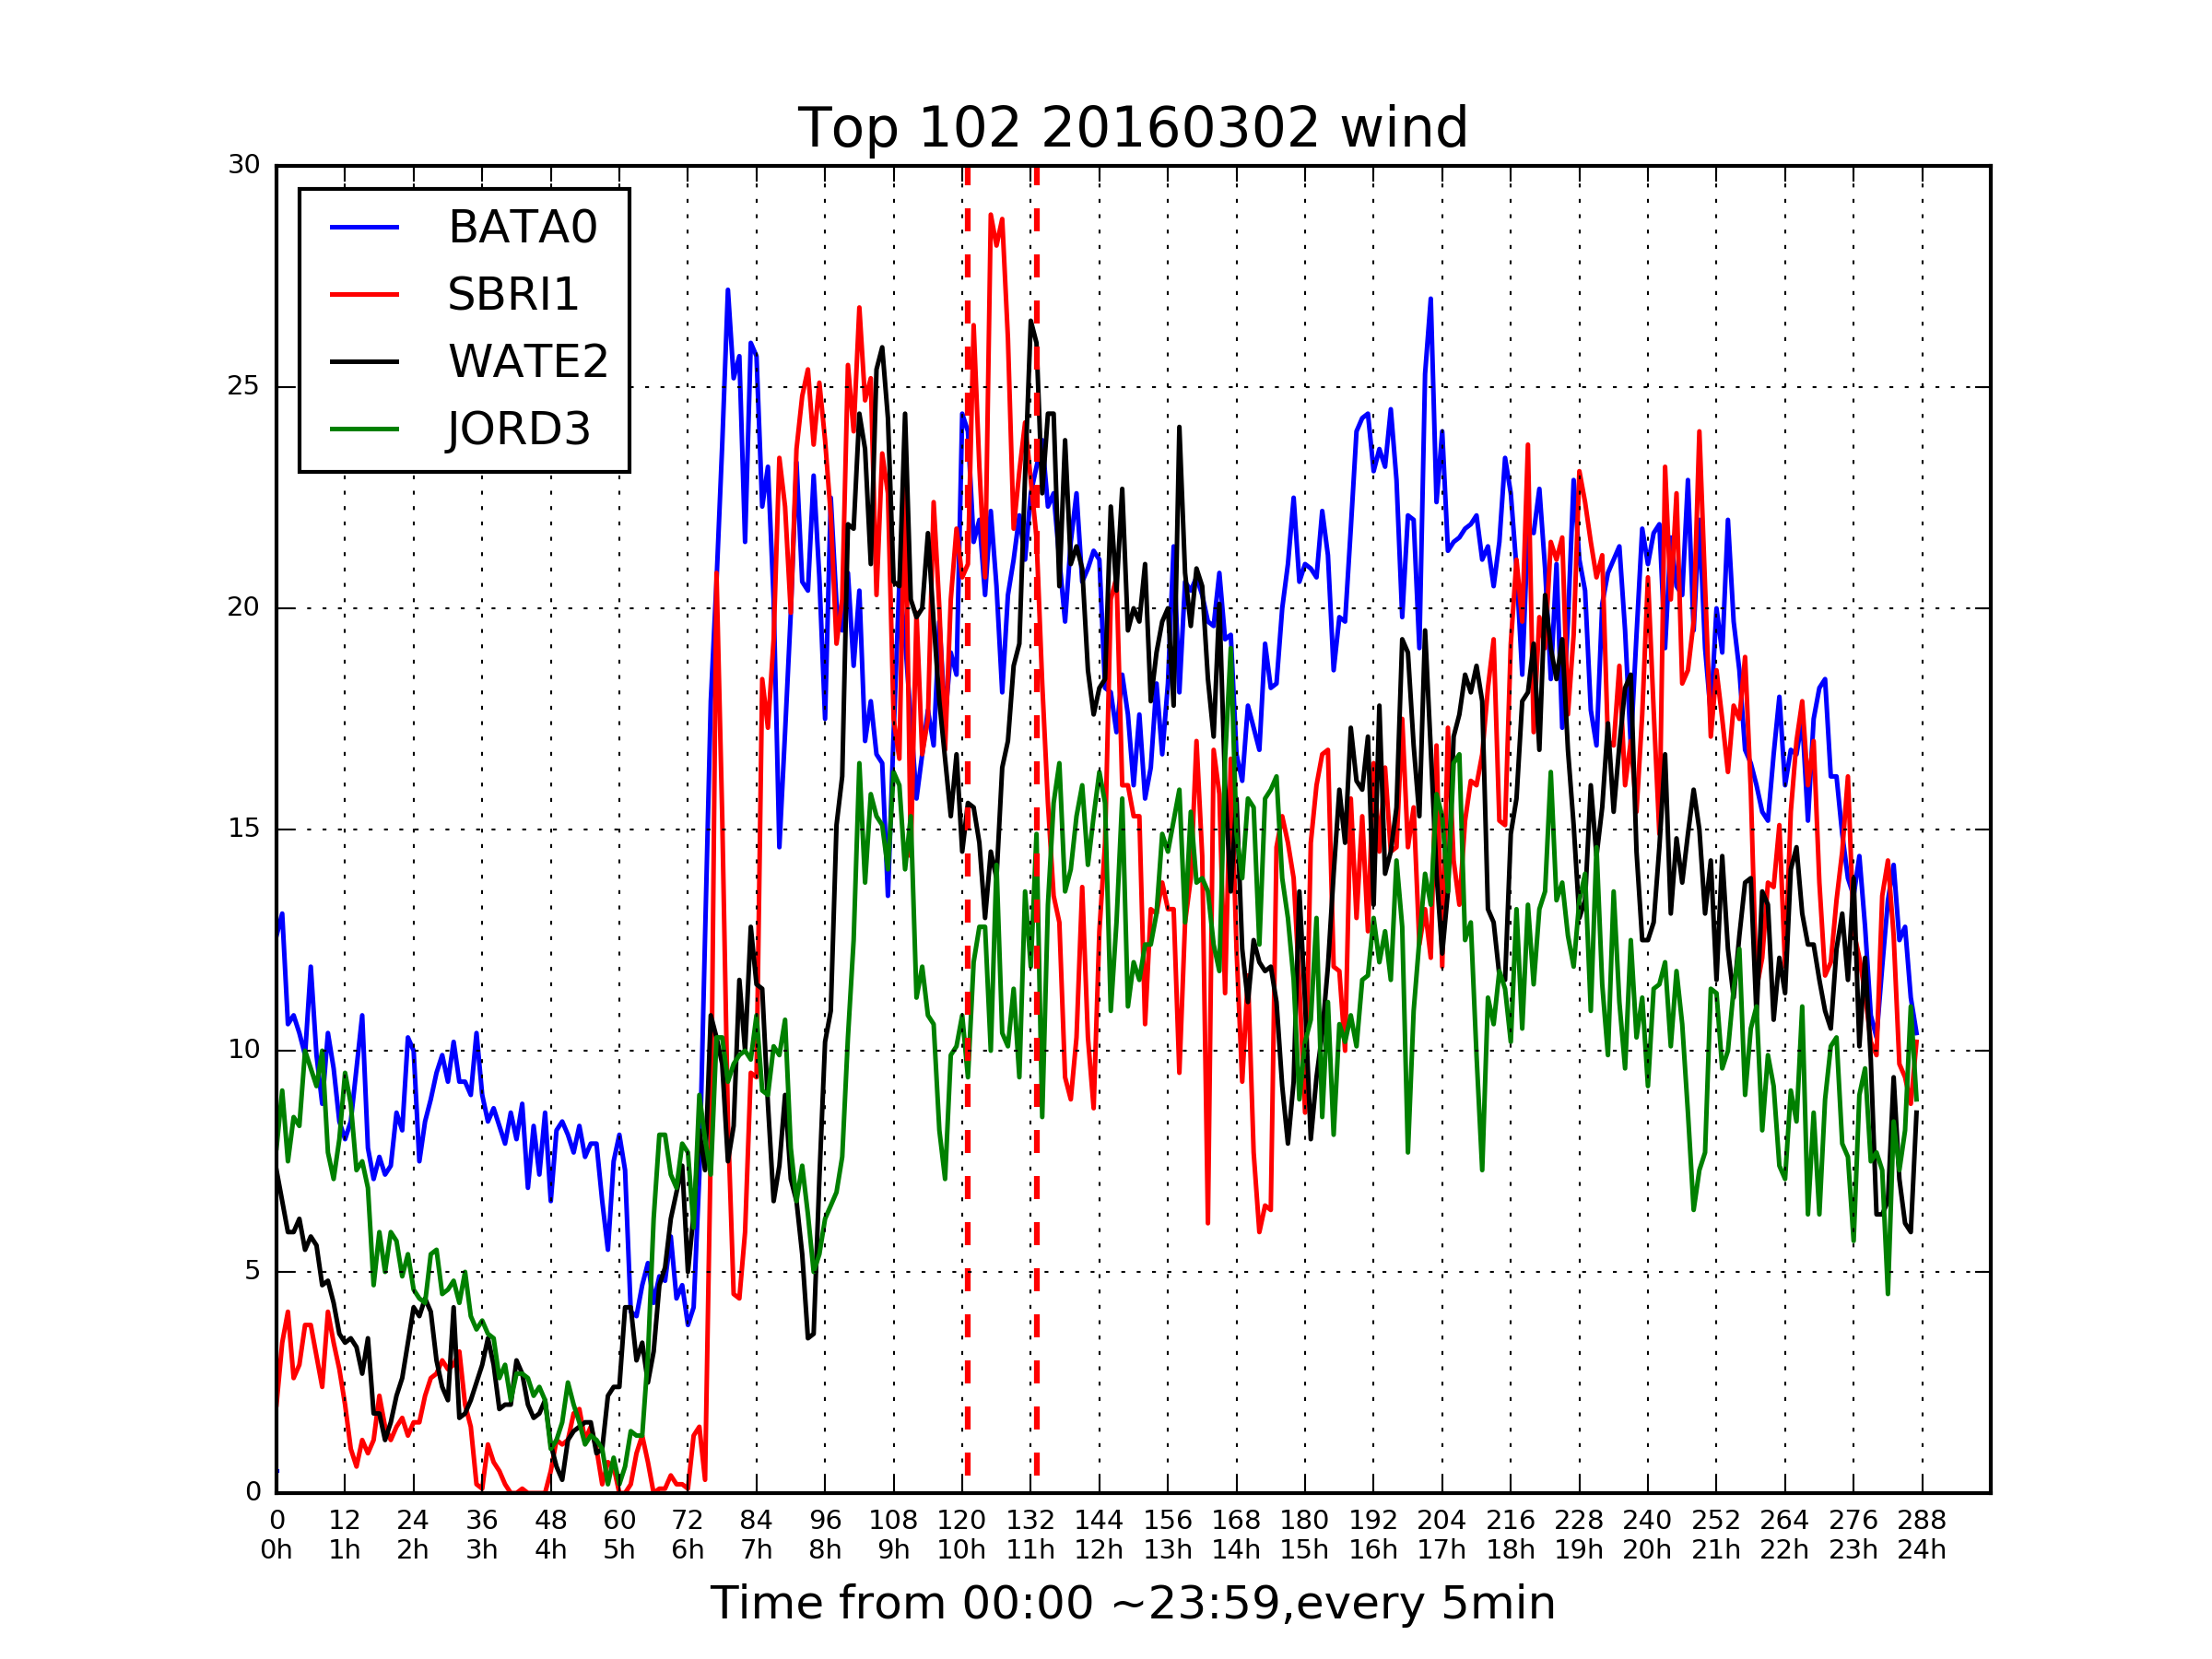 Top 102 20160302 wind
30
25
20
15
10
5
0
BATA0
SBRI1
WATE2
JORD3
0 12 24 36 48 60 72 84 96 108 120 132 144 156 168 180 192 204 216 228 240 252 264 276 288
0h 1h 2h 3h 4h 5h 6h 7h 8h 9h 10h 11h 12h 13h 14h 15h 16h 17h 18h 19h 20h 21h 22h 23h 24h
Time from 00:00 ~23:59,every 5min